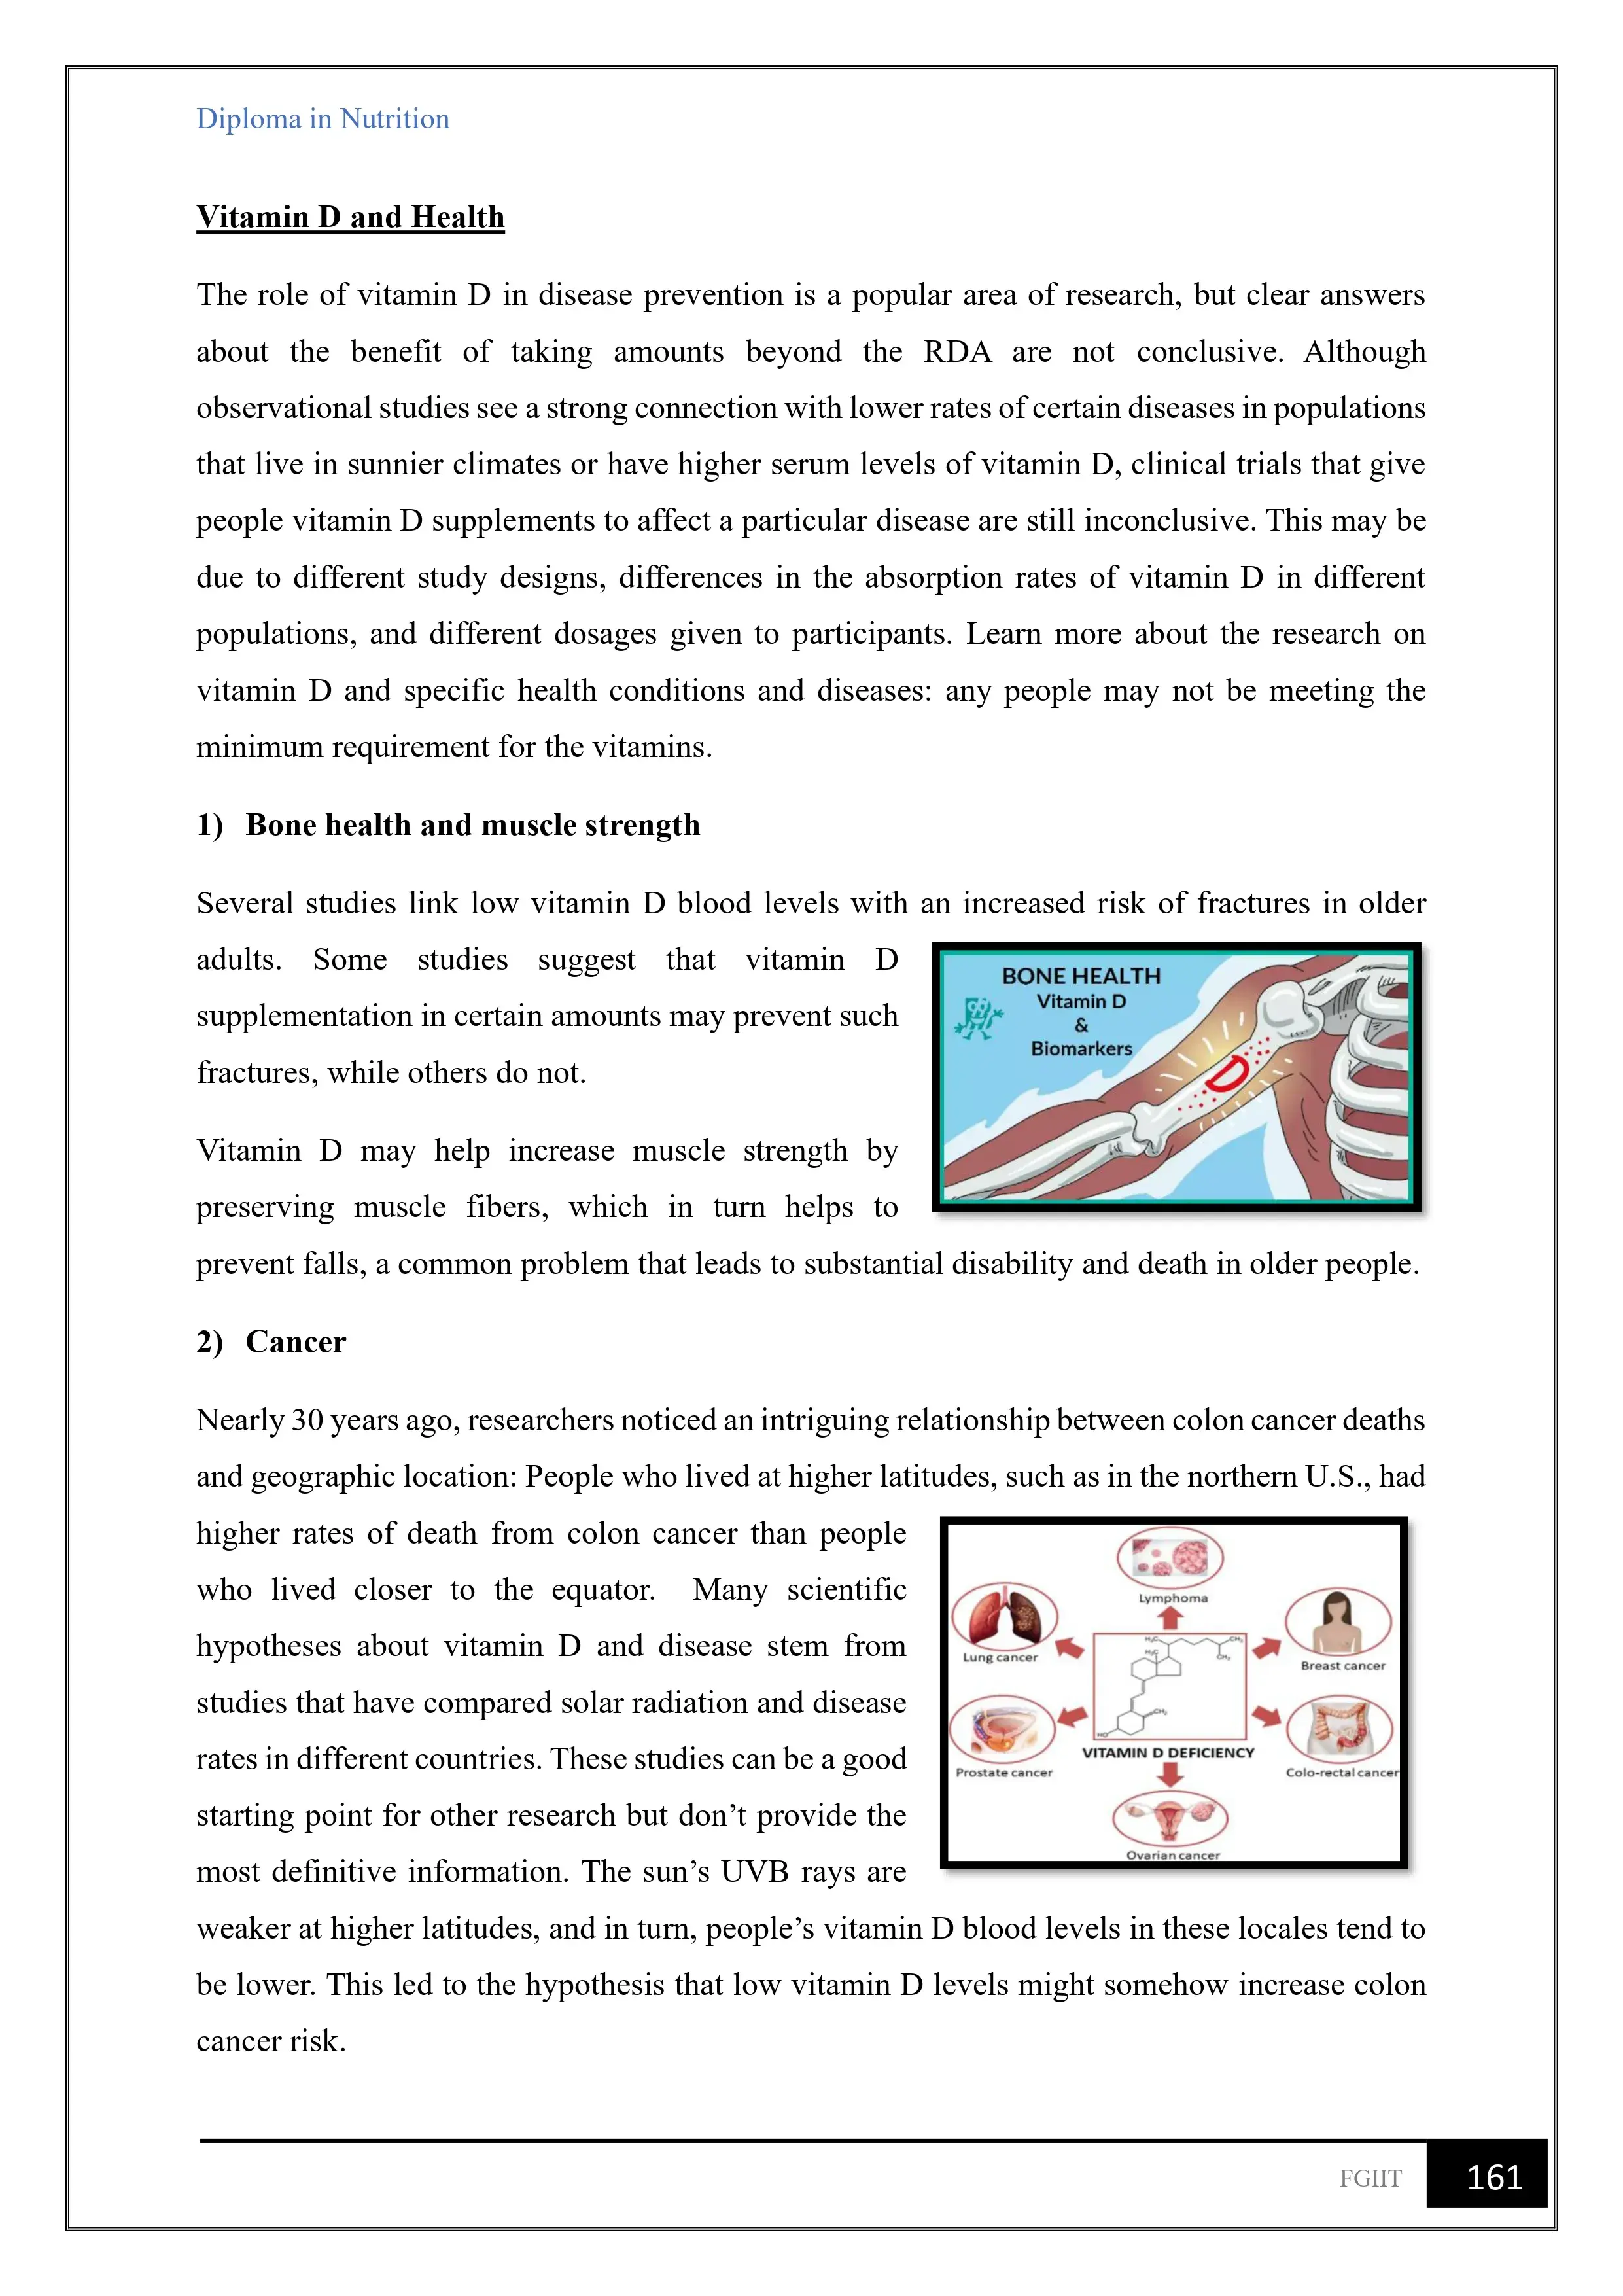 Diploma in Nutrition
Vitamin D and Health
The role of vitamin D in disease prevention is a popular area of research, but clear answers
about the benefit of taking amounts beyond the RDA are not conclusive. Although
observational studies see a strong connection with lower rates of certain diseases in populations
that live in sunnier climates or have higher serum levels of vitamin D, clinical trials that give
people vitamin D supplements to affect a particular disease are still inconclusive. This may be
due to different study designs, differences in the absorption rates of vitamin D in different
populations, and different dosages given to participants. Learn more about the research on
vitamin D and specific health conditions and diseases: any people may not be meeting the
minimum requirement for the vitamins.
1) Bone health and muscle strength
Several studies link low vitamin D blood levels with an increased risk of fractures in older
adults. Some studies suggest that vitamin D
supplementation in certain amounts may prevent such
fractures, while others do not.
BONE HEALTH
Vitamin D
&
Biomarkers
D
Vitamin D may help increase muscle strength by
preserving muscle fibers, which in turn helps to
prevent falls, a common problem that leads to substantial disability and death in older people.
2) Cancer
Nearly 30 years ago, researchers noticed an intriguing relationship between colon cancer deaths
and geographic location: People who lived at higher latitudes, such as in the northern U.S., had
higher rates of death from colon cancer than people
who lived closer to the equator. Many scientific
hypotheses about vitamin D and disease stem from
studies that have compared solar radiation and disease
rates in different countries. These studies can be a good
starting point for other research but don’t provide the
most definitive information. The sun’s UVB rays are
weaker at higher latitudes, and in turn, people’s vitamin D blood levels in these locales tend to
be lower. This led to the hypothesis that low vitamin D levels might somehow increase colon
cancer risk.
Lymphoma
Lung cancer
Breast cancer
H₃C
CH₃
H₃C
CH₃
CH₂
HO
VITAMIN D DEFICIENCY
Prostate cancer
Colo-rectal cancer
Ovarian cancer
FGIIT
161